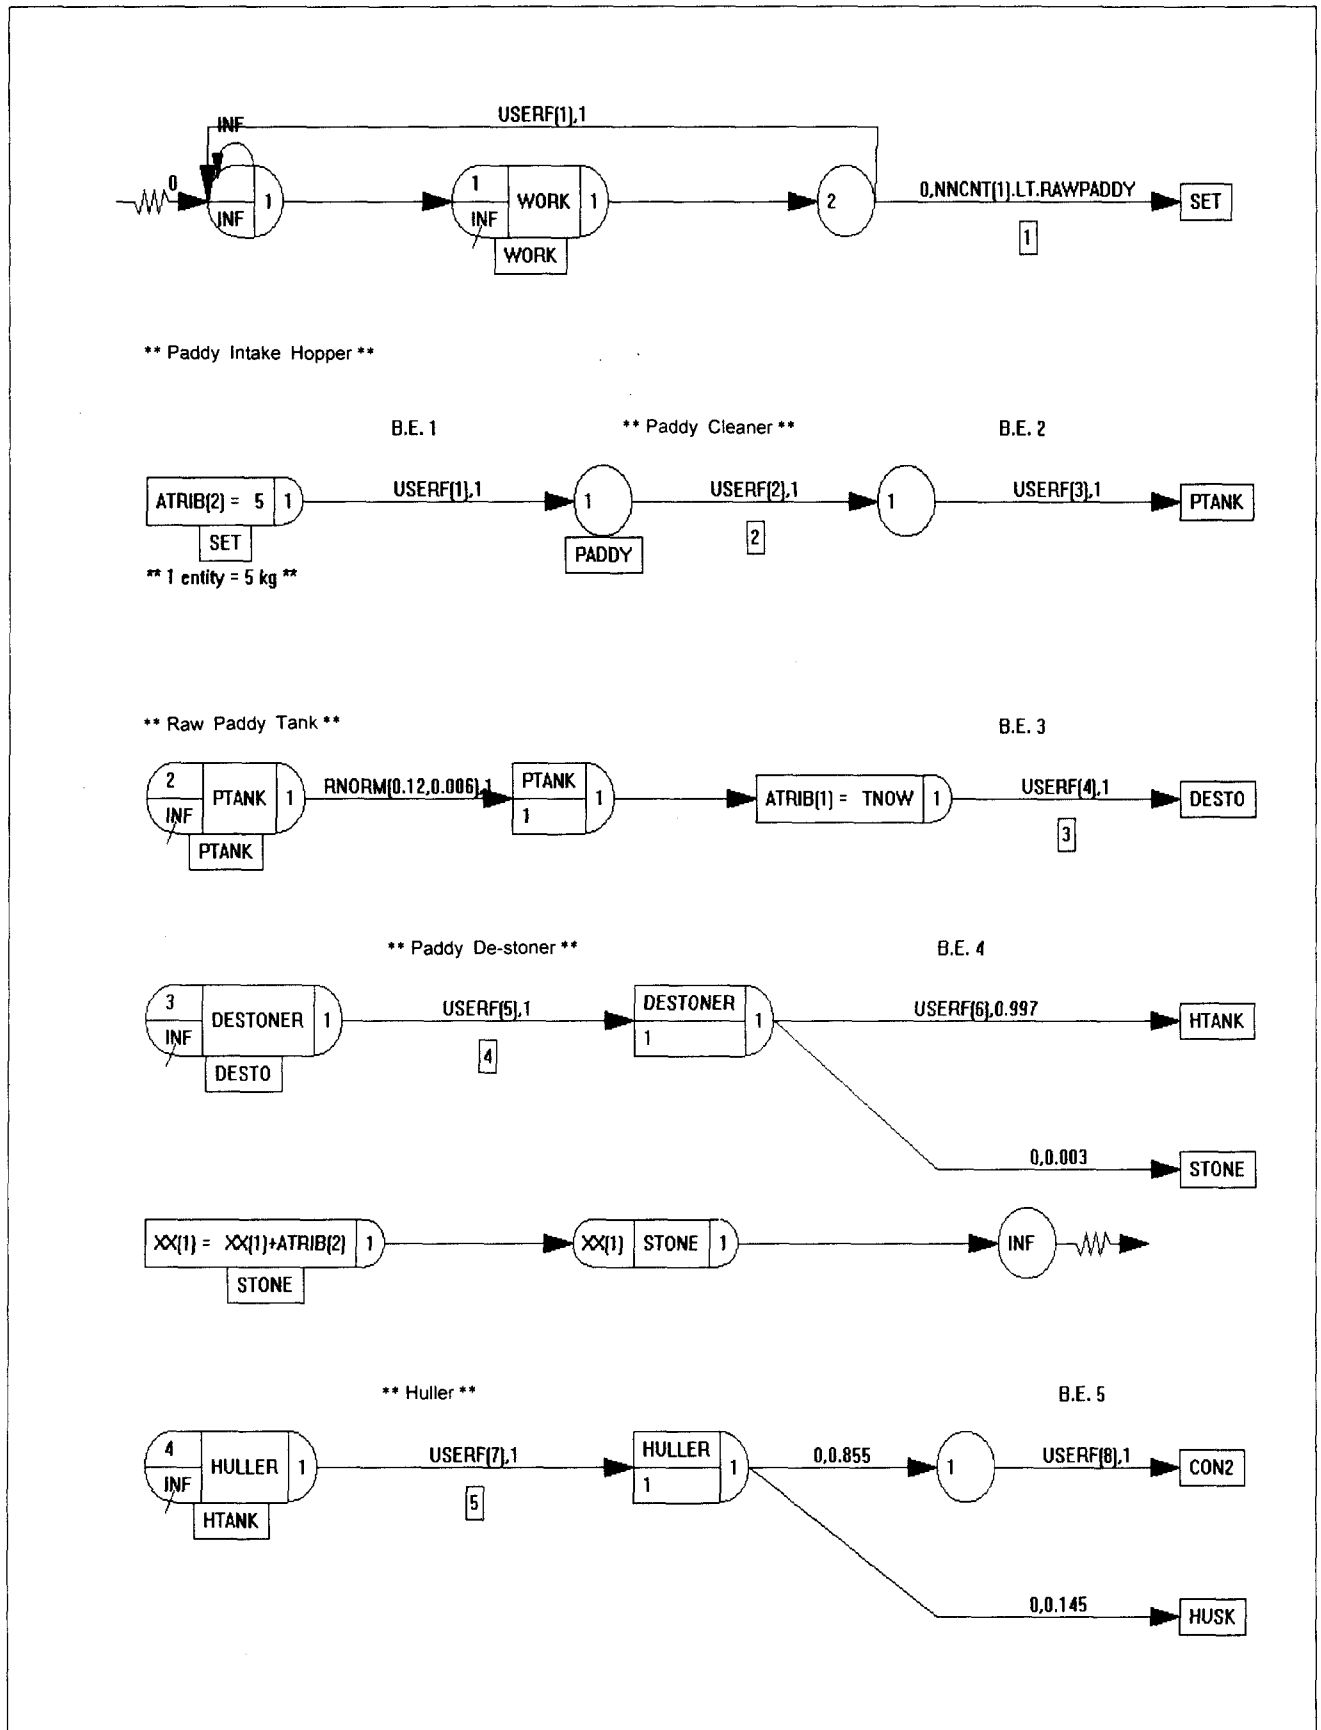 USERF(1),1
INF
0
1
INF
1
INF
WORK
1
WORK
2
0,NNCNT(1).LT.RAWPADDY
1
SET
** Paddy Intake Hopper **
B.E. 1
** Paddy Cleaner **
B.E. 2
ATRIB(2) = 5
1
SET
USERF(1),1
1
PADDY
USERF(2),1
2
1
USERF(3),1
PTANK
** 1 entity = 5 kg **
** Raw Paddy Tank **
B.E. 3
2
INF
PTANK
1
PTANK
RNORM(0.12,0.006),1
PTANK
1
1
ATRIB(1) = TNOW
1
USERF(4),1
3
DESTO
** Paddy De-stoner **
B.E. 4
3
INF
DESTONER
1
DESTO
USERF(5),1
4
DESTONER
1
1
USERF(6),0.997
HTANK
0,0.003
STONE
XX(1) = XX(1)+ATRIB(2)
1
STONE
XX(1)
STONE
1
INF
** Huller **
B.E. 5
4
INF
HULLER
1
HTANK
USERF(7),1
5
HULLER
1
1
0,0.855
1
USERF(8),1
CON2
0,0.145
HUSK